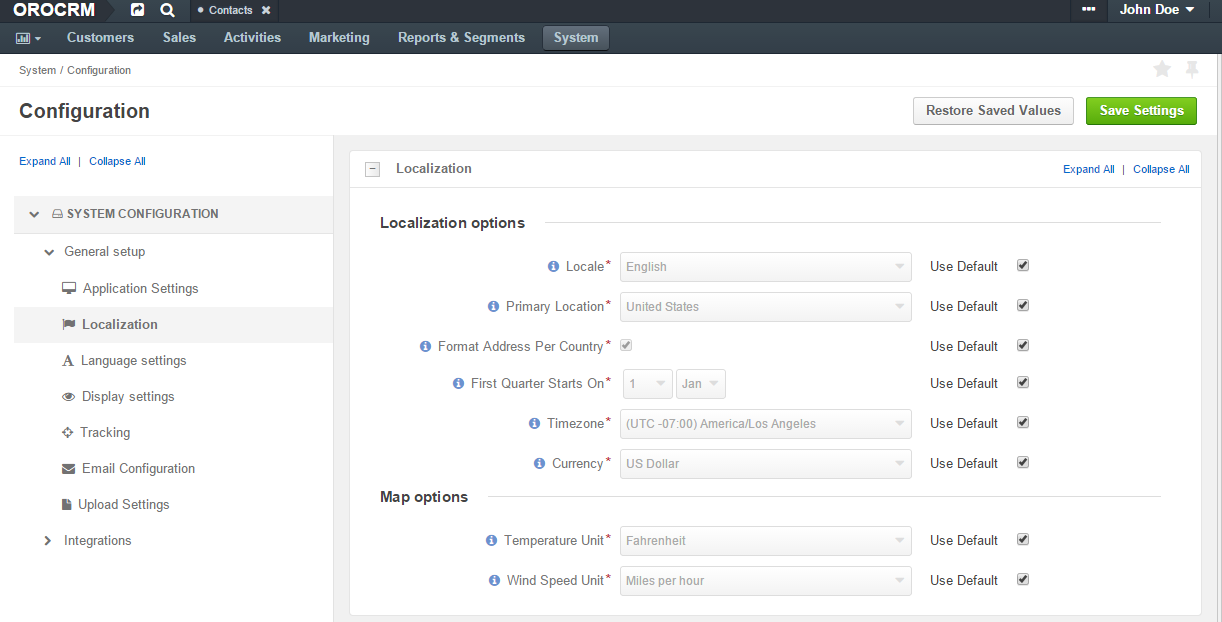 OROCRM
• Contacts ✖
•••
John Doe
Customers Sales Activities Marketing Reports & Segments System
System / Configuration
Configuration
Restore Saved Values
Save Settings
Expand All | Collapse All
SYSTEM CONFIGURATION
General setup
Application Settings
Localization
Language settings
Display settings
Tracking
Email Configuration
Upload Settings
Integrations
Localization
Expand All | Collapse All
Localization options
Locale* English Use Default
Primary Location* United States Use Default
Format Address Per Country* Use Default
First Quarter Starts On* 1 Jan Use Default
Timezone* (UTC -07:00) America/Los Angeles Use Default
Currency* US Dollar Use Default
Map options
Temperature Unit* Fahrenheit Use Default
Wind Speed Unit* Miles per hour Use Default